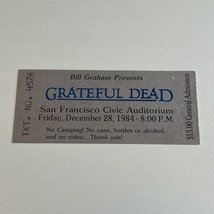 TKT. NO. 4526
Bill Graham Presents
GRATEFUL DEAD
San Francisco Civic Auditorium
Friday, December 28, 1984 - 8:00 P.M.
No Camping! No cans, bottles or alcohol,
and no video. Thank you!
$15.00 General Admission